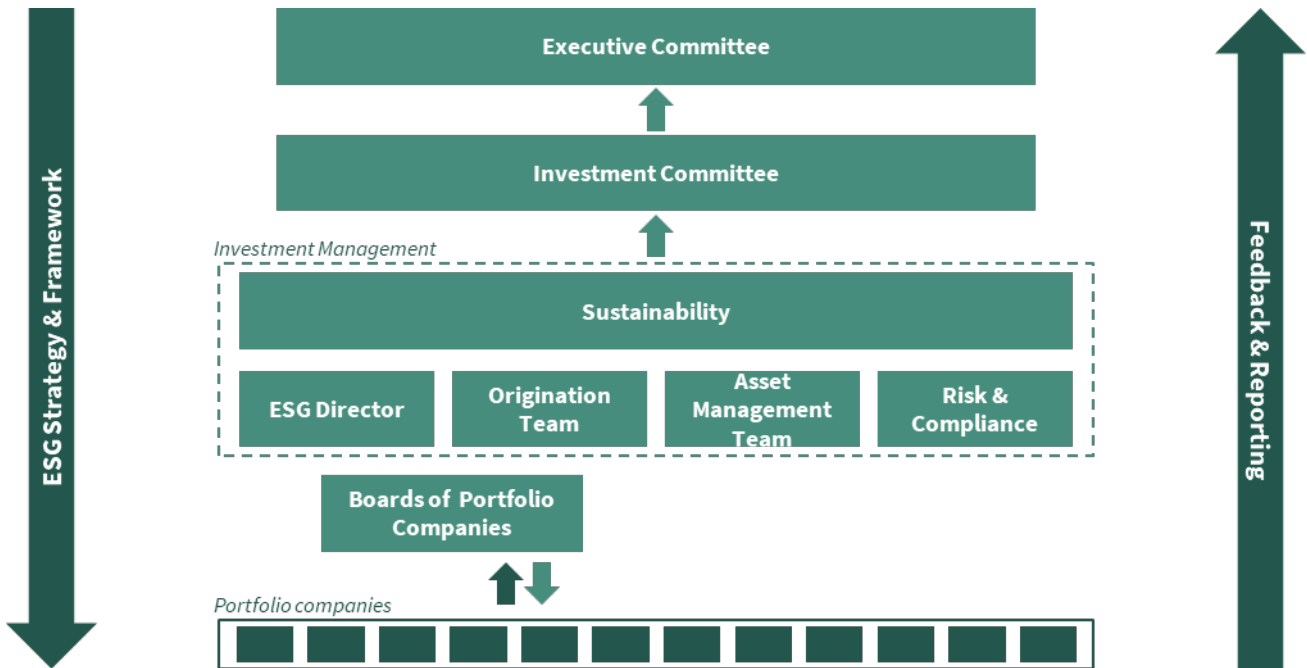 Executive Committee
Investment Committee
Investment Management
Sustainability
ESG Director
Origination
Team
Asset
Management
Team
Risk &
Compliance
Boards of Portfolio
Companies
Portfolio companies
ESG Strategy & Framework
Feedback & Reporting